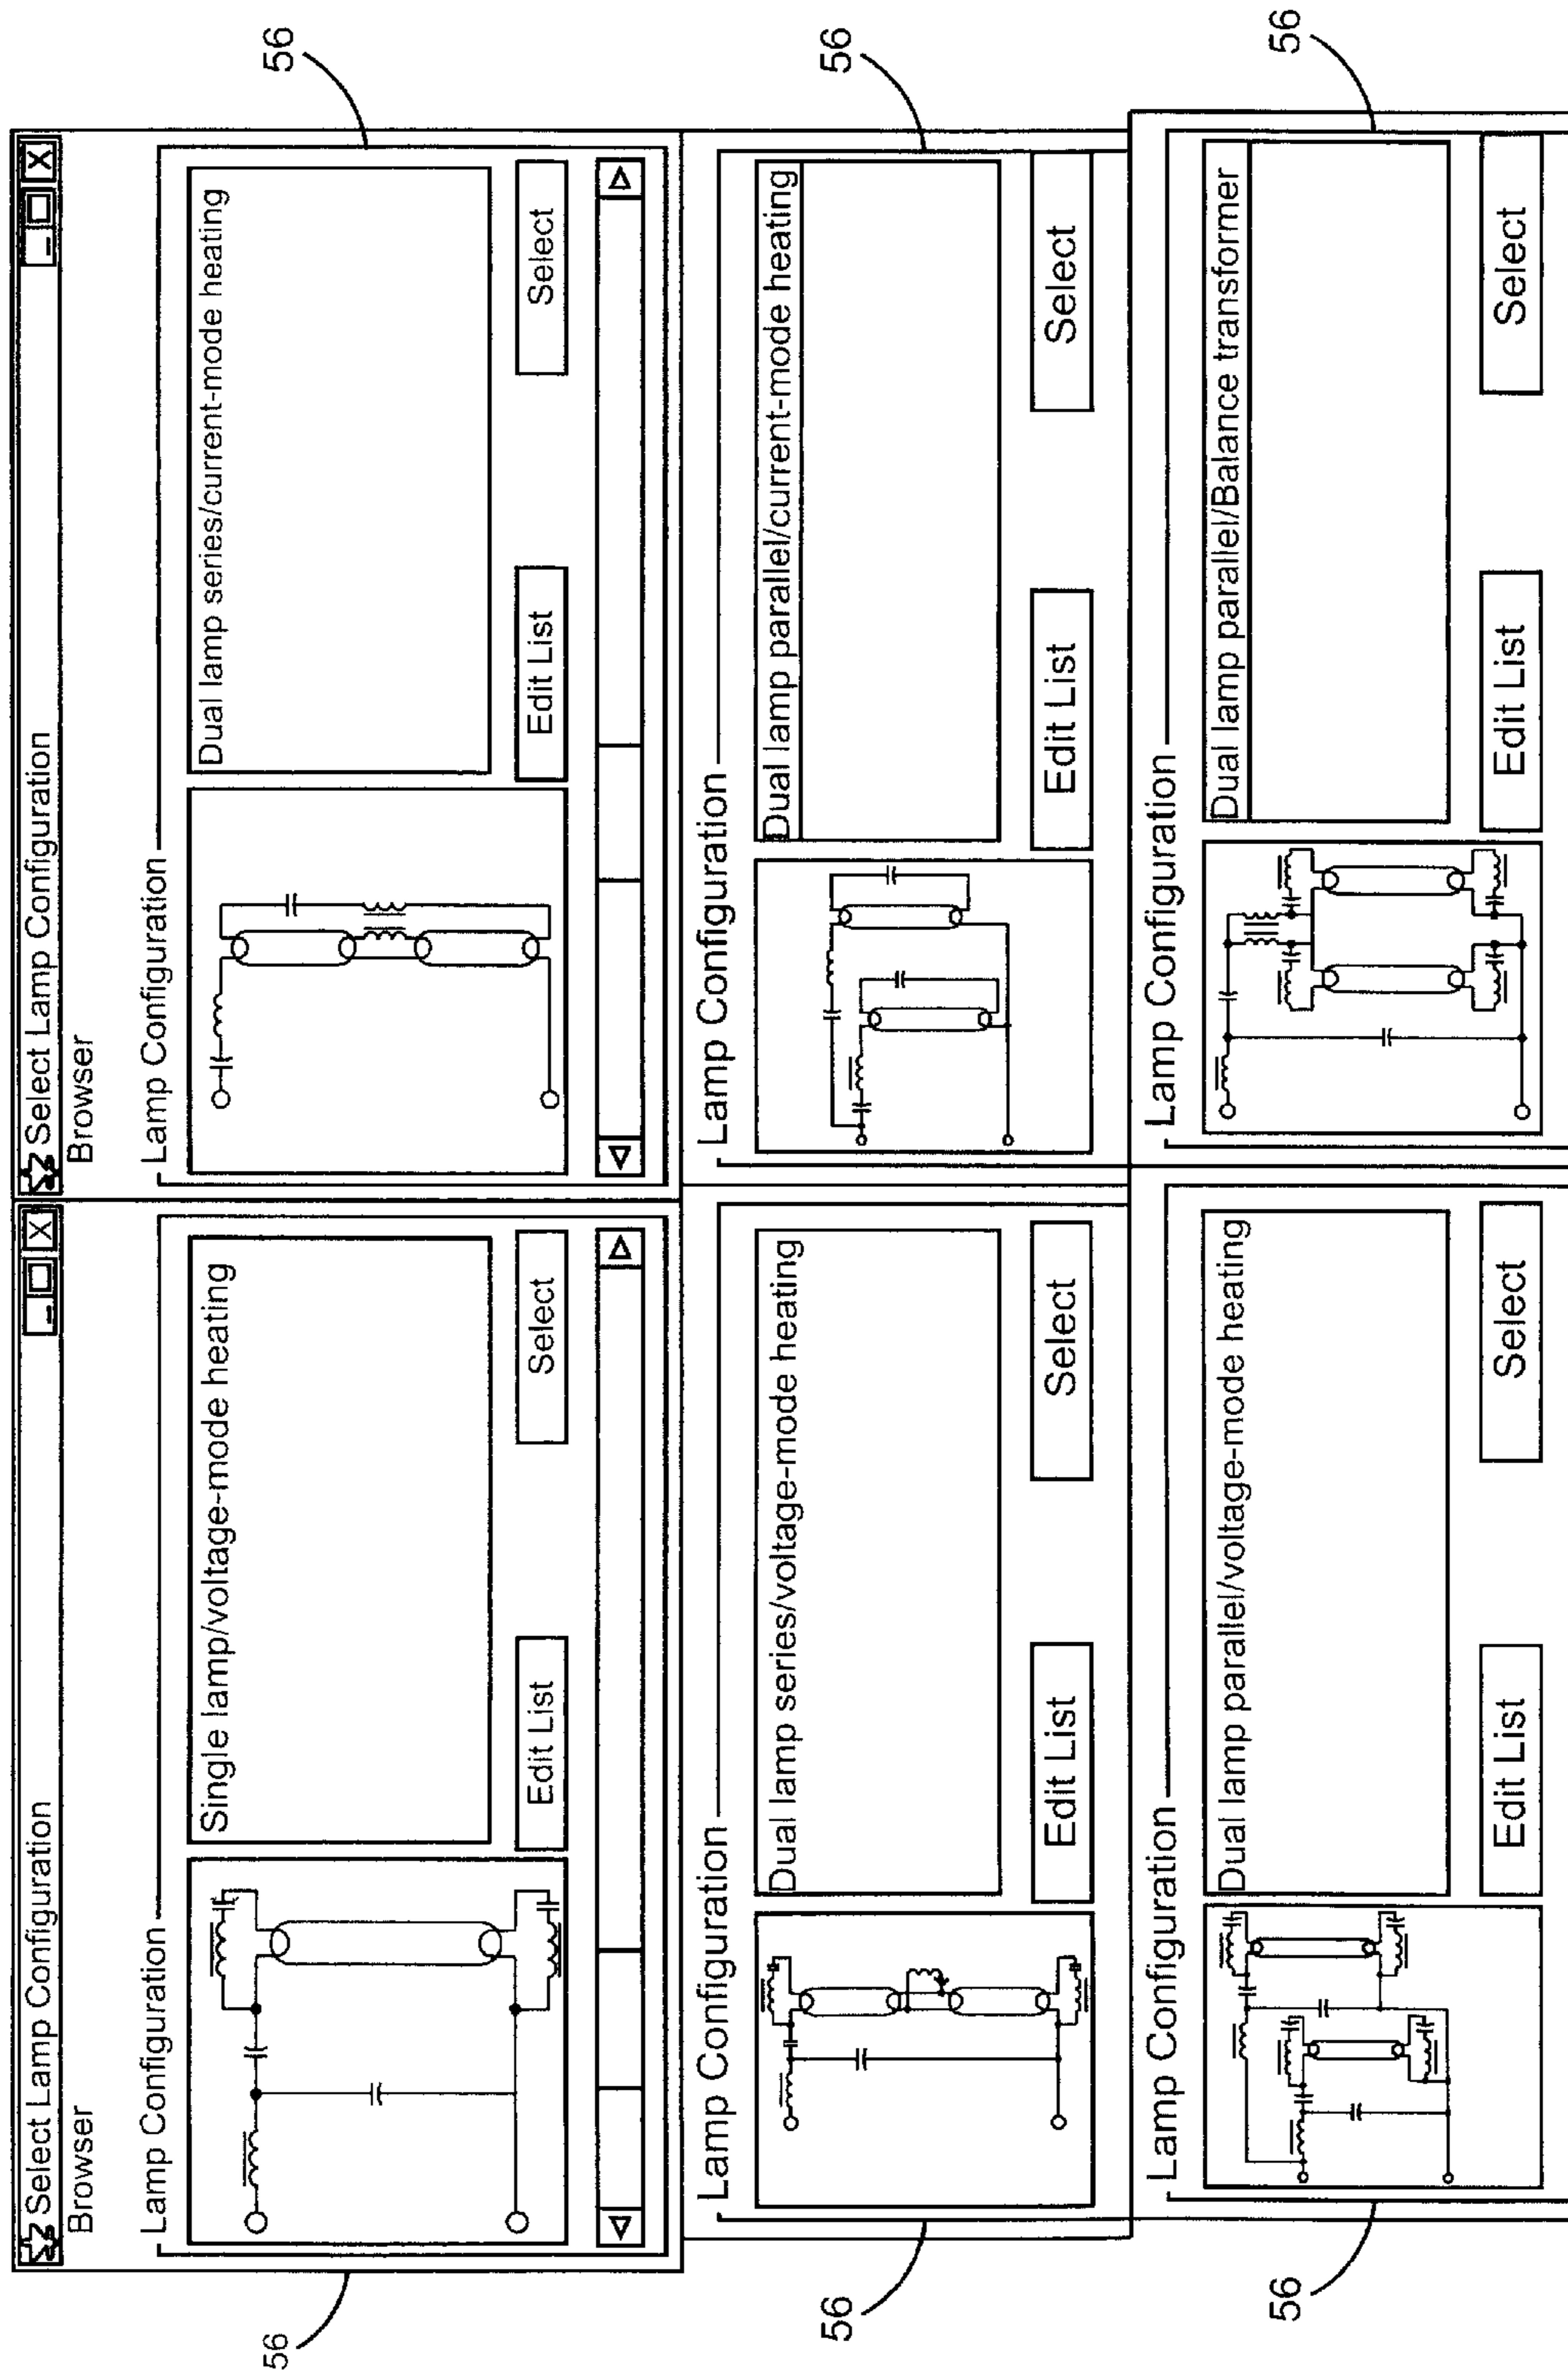 Select Lamp Configuration
Browser
Lamp Configuration
Single lamp/voltage-mode heating
Edit List
Select
56
Select Lamp Configuration
Browser
Lamp Configuration
Dual lamp series/current-mode heating
Edit List
Select
56
Lamp Configuration
Dual lamp series/voltage-mode heating
Edit List
Select
56
Lamp Configuration
Dual lamp parallel/current-mode heating
Edit List
Select
56
Lamp Configuration
Dual lamp parallel/voltage-mode heating
Edit List
Select
56
Lamp Configuration
Dual lamp parallel/Balance transformer
Edit List
Select
56